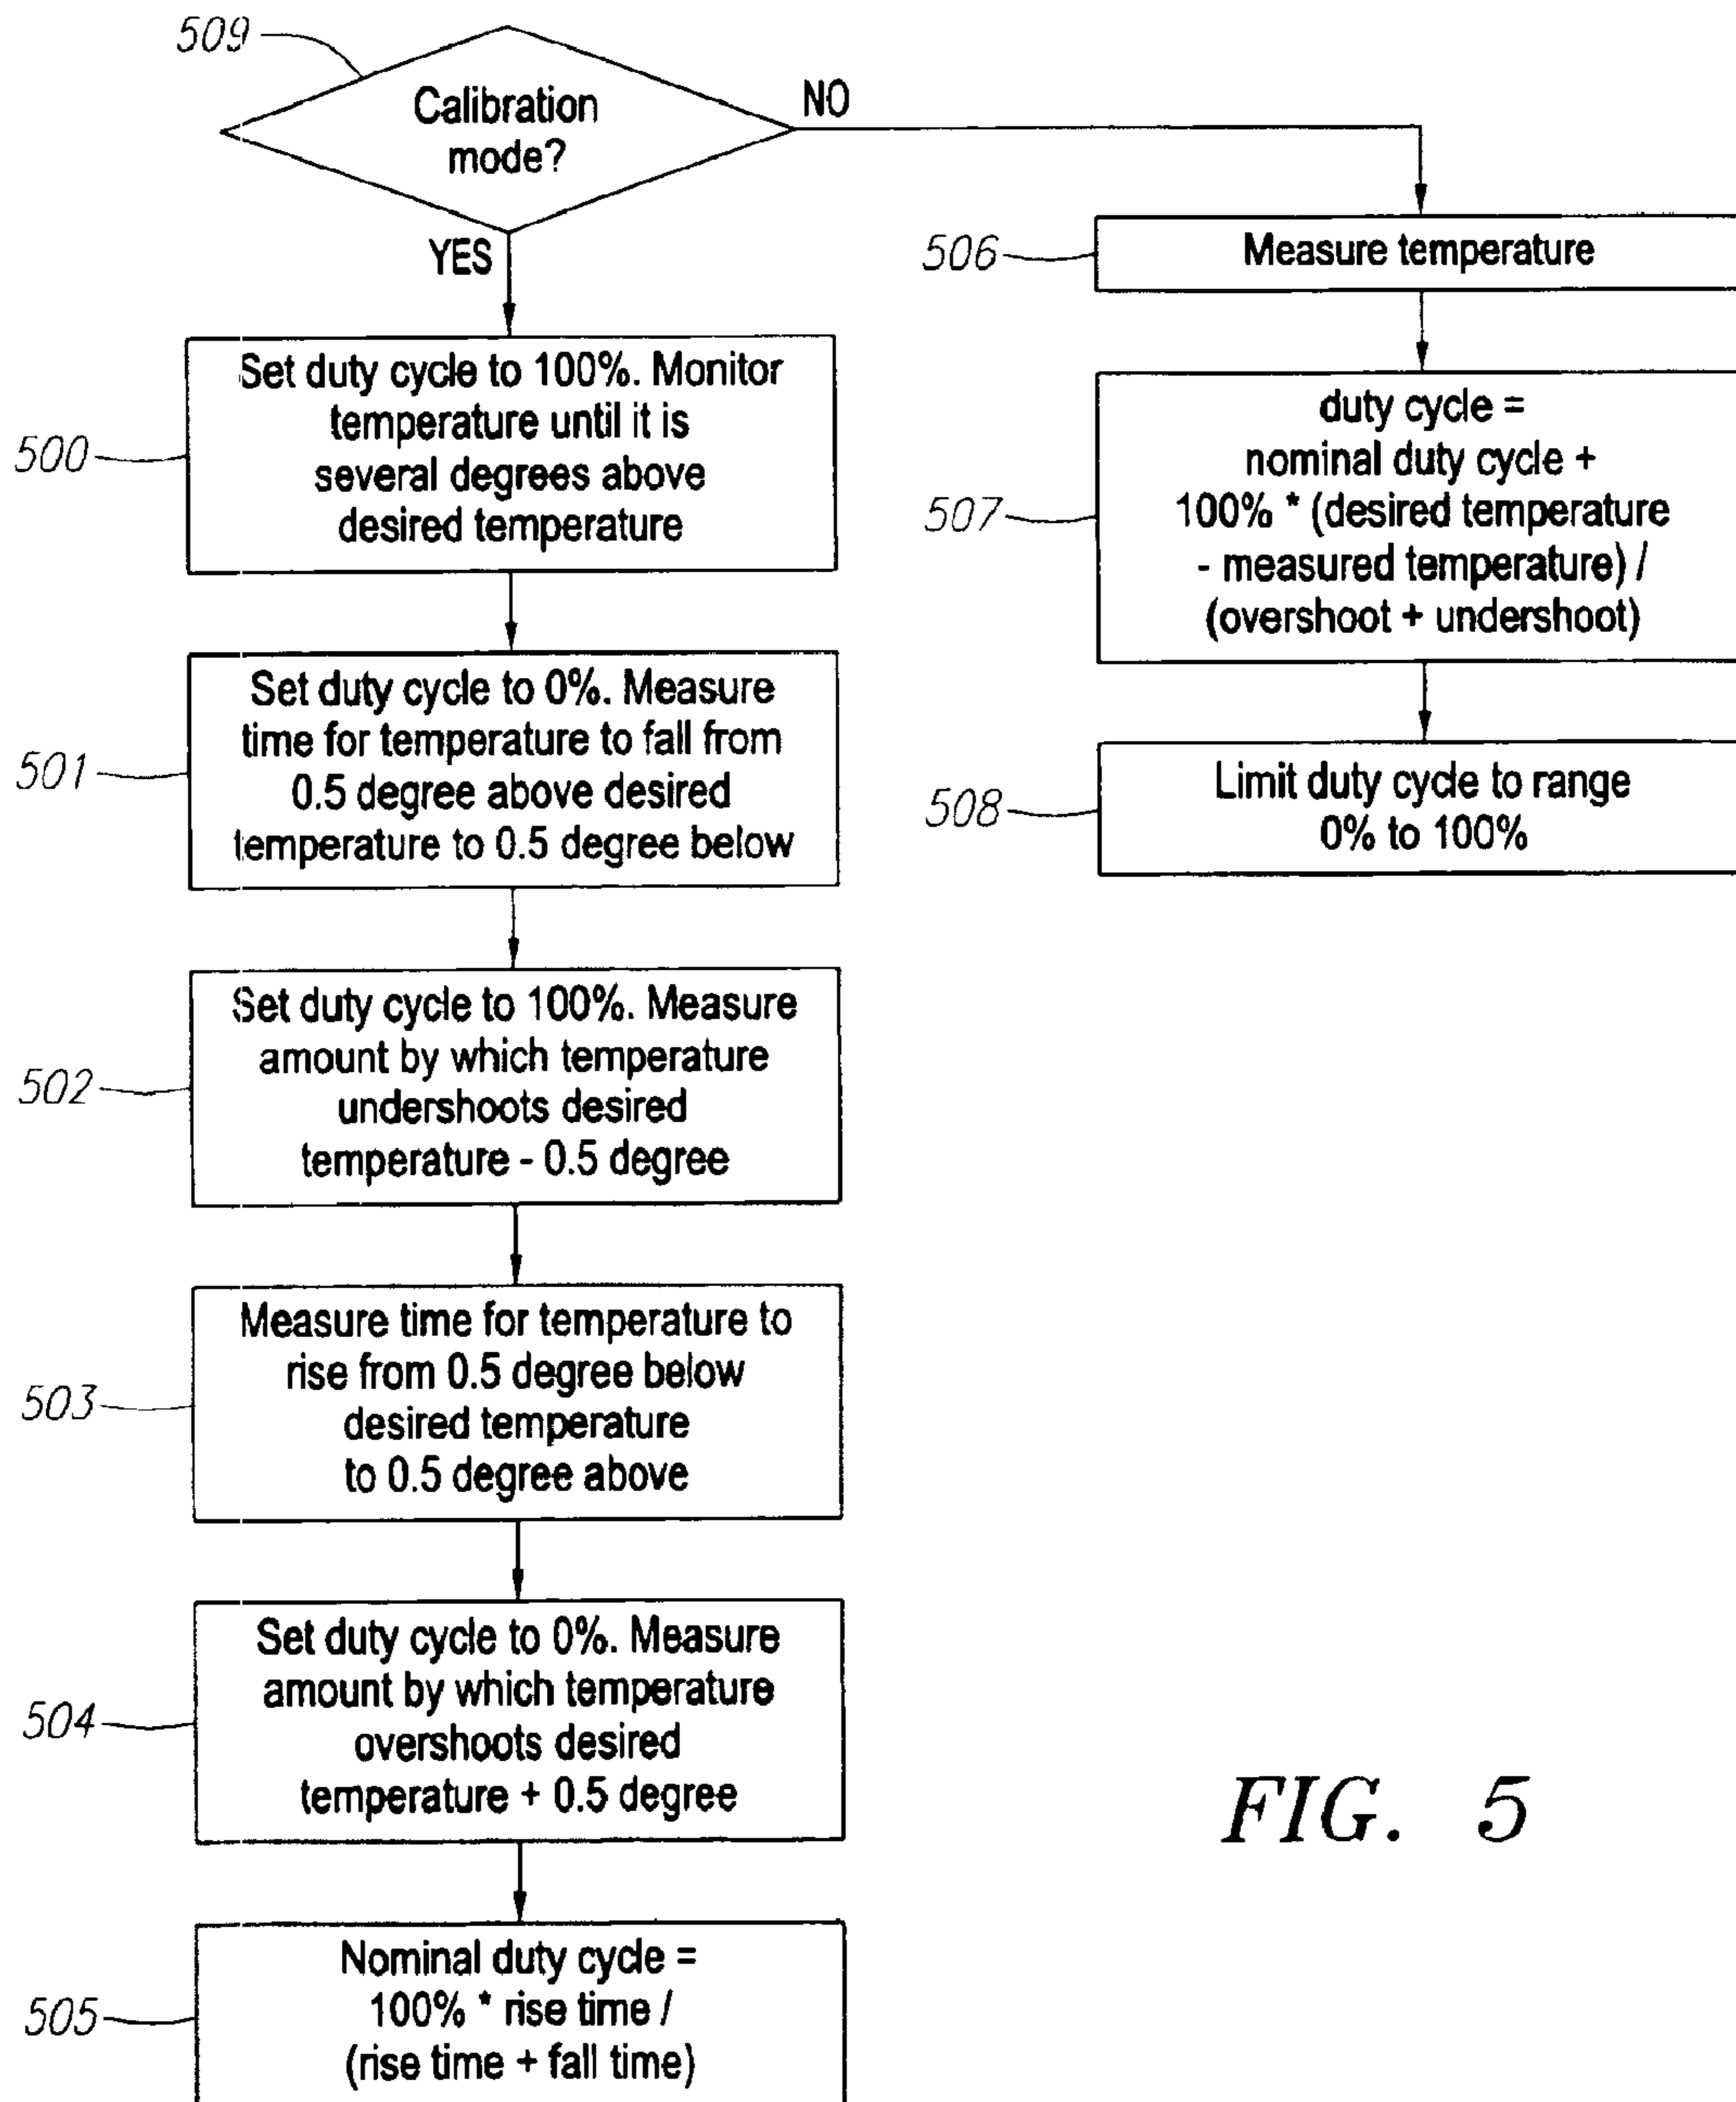 509
Calibration
mode?
NO
YES
500
Set duty cycle to 100%. Monitor
temperature until it is
several degrees above
desired temperature
501
Set duty cycle to 0%. Measure
time for temperature to fall from
0.5 degree above desired
temperature to 0.5 degree below
502
Set duty cycle to 100%. Measure
amount by which temperature
undershoots desired
temperature - 0.5 degree
503
Measure time for temperature to
rise from 0.5 degree below
desired temperature
to 0.5 degree above
504
Set duty cycle to 0%. Measure
amount by which temperature
overshoots desired
temperature + 0.5 degree
505
Nominal duty cycle =
100% * rise time /
(rise time + fall time)
506
Measure temperature
507
duty cycle =
nominal duty cycle +
100% * (desired temperature
- measured temperature) /
(overshoot + undershoot)
508
Limit duty cycle to range
0% to 100%
FIG. 5